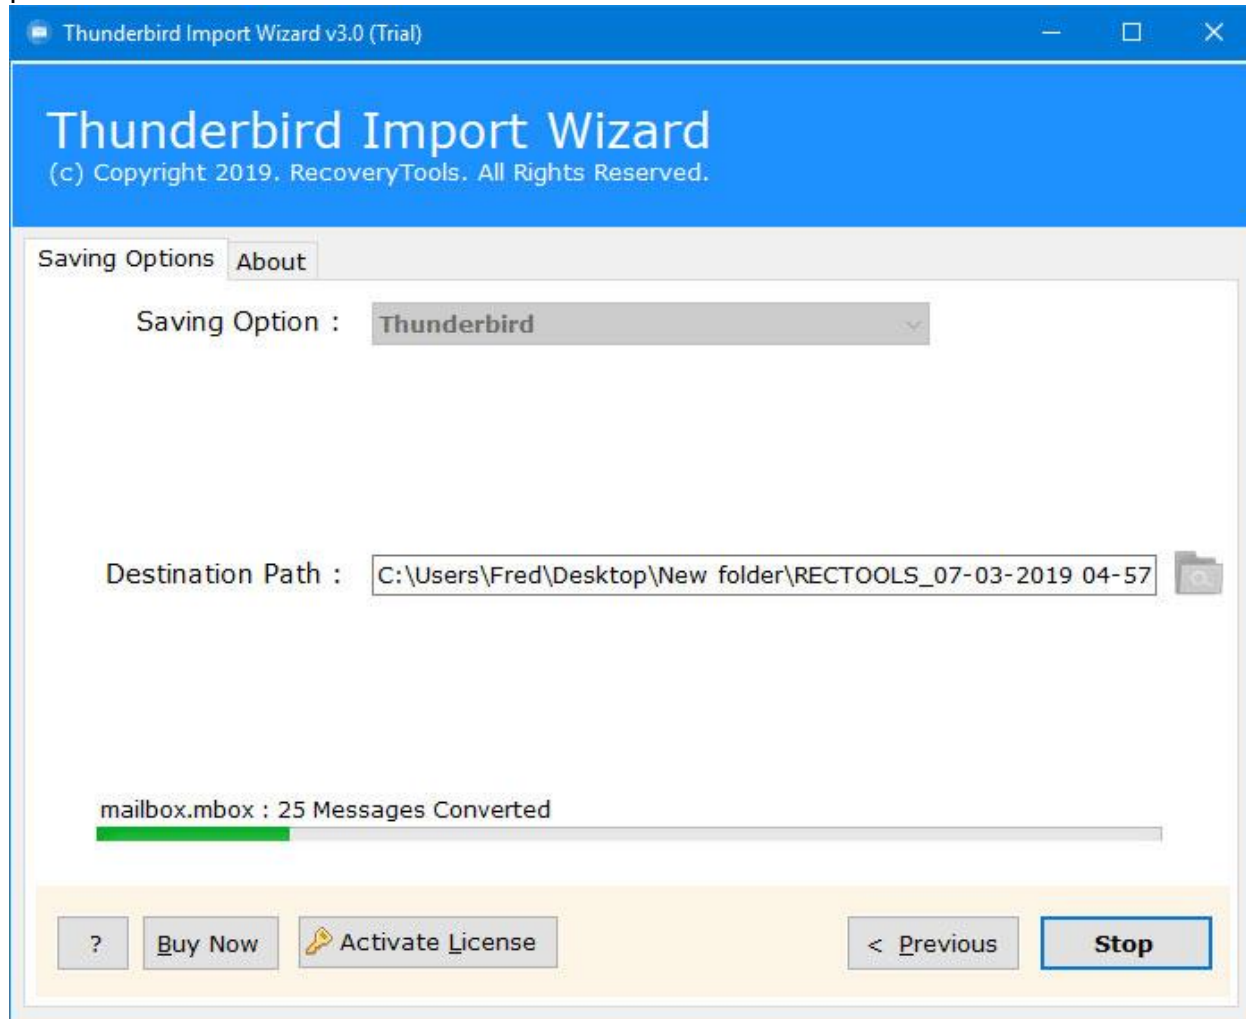 Thunderbird Import Wizard v3.0 (Trial)
Thunderbird Import Wizard
(c) Copyright 2019. RecoveryTools. All Rights Reserved.
Saving Options About
Saving Option : Thunderbird
Destination Path : C:\Users\Fred\Desktop\New folder\RECTOOLS_07-03-2019 04-57
mailbox.mbox : 25 Messages Converted
? Buy Now Activate License < Previous Stop